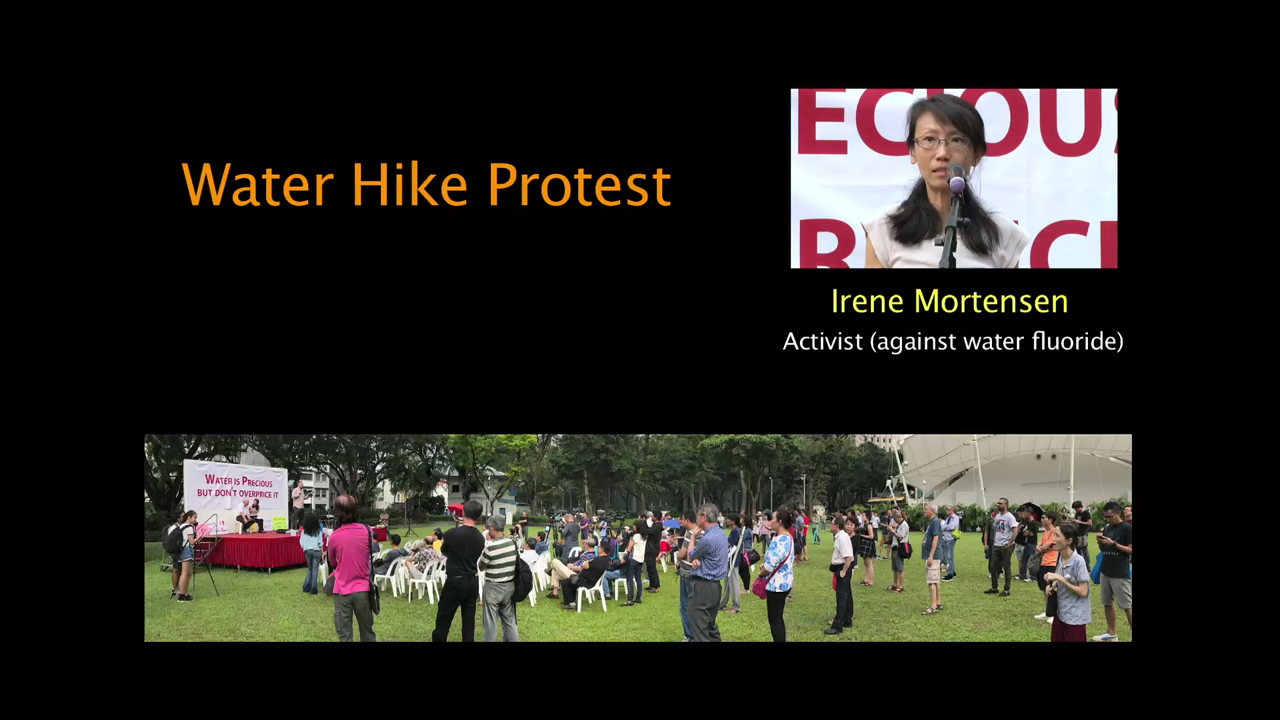 Water Hike Protest
ECIOUS
Irene Mortensen
Activist (against water fluoride)
WATER IS PRECIOUS
BUT DON'T OVERPRICE IT